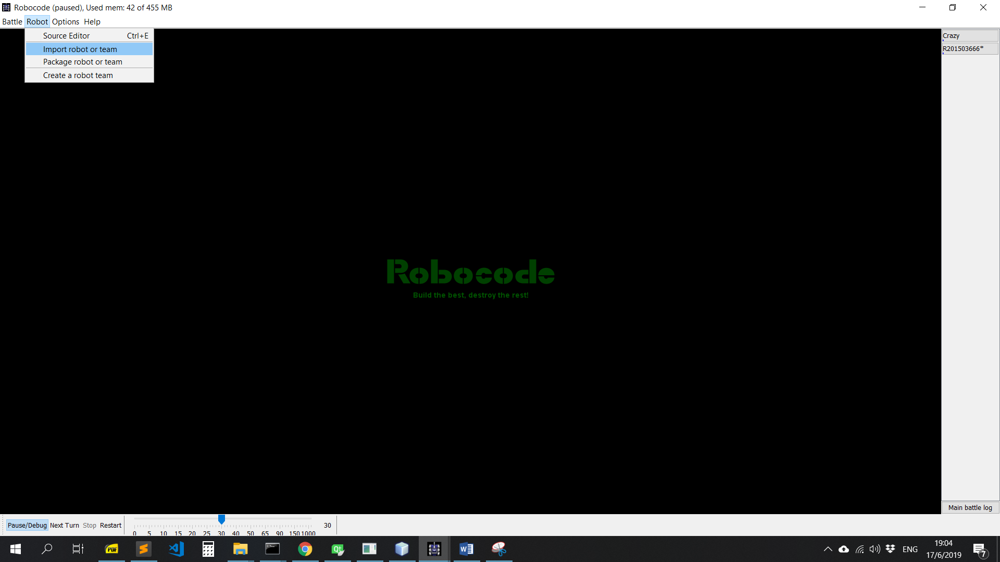 Robocode (paused), Used mem: 42 of 455 MB
Battle Robot Options Help
Source Editor Ctrl+E
Import robot or team
Package robot or team
Create a robot team
Crazy
R201503666*
Robocode
Build the best, destroy the rest!
Main battle log
Pause/Debug Next Turn Stop Restart
30
0 5 10 15 20 25 30 40 50 65 90 150 1000
PDF
Qt
W
ENG
19:04
17/6/2019
7